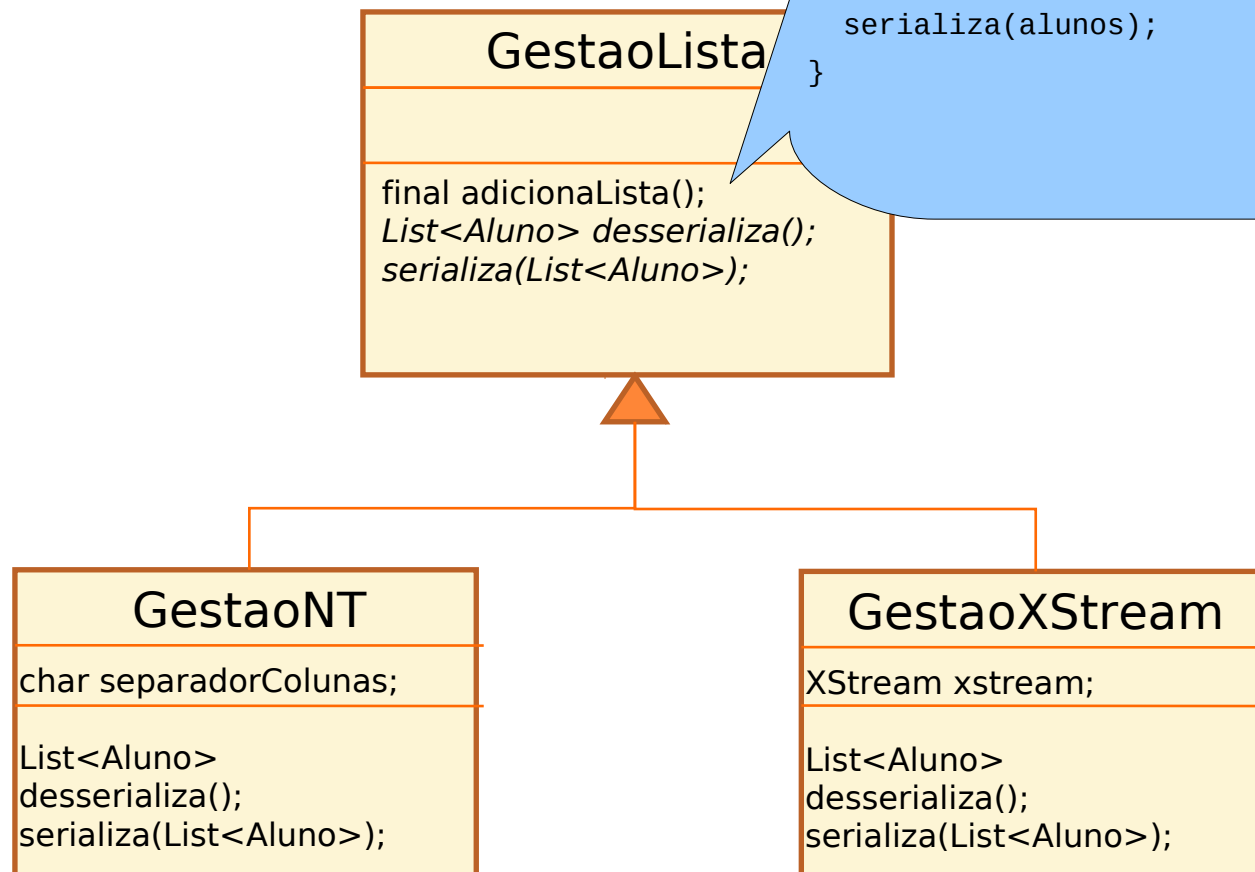 serializa(alunos);
}
GestaoLista
final adicionaLista();
List<Aluno> desserializa();
serializa(List<Aluno>);
GestaoNT
char separadorColunas;
List<Aluno>
desserializa();
serializa(List<Aluno>);
GestaoXStream
XStream xstream;
List<Aluno>
desserializa();
serializa(List<Aluno>);